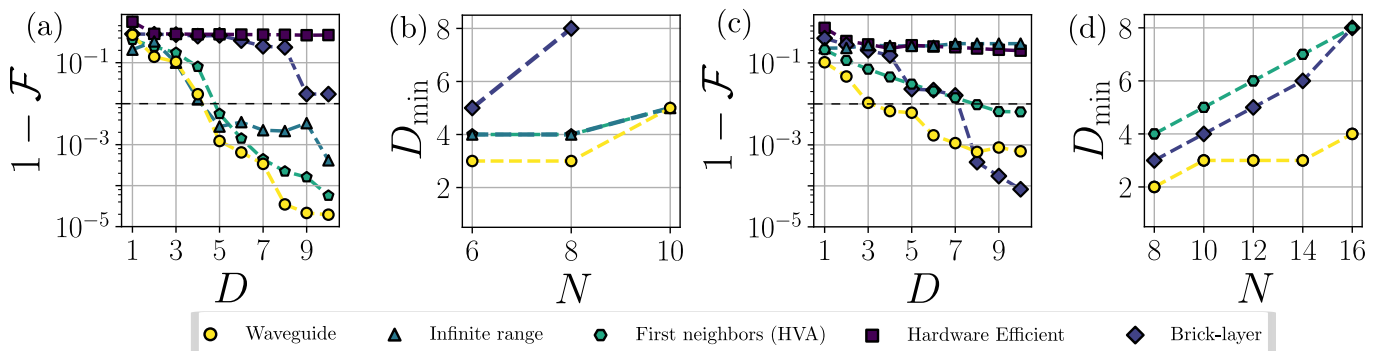 (a)
1 − F
10−1
10−3
10−5
1 3 5 7 9
D
(b)
Dmin
8
6
4
2
6 8 10
N
(c)
1 − F
10−1
10−3
10−5
1 3 5 7 9
D
(d)
Dmin
8
6
4
2
8 10 12 14 16
N
Waveguide Infinite range First neighbors (HVA) Hardware Efficient Brick-layer